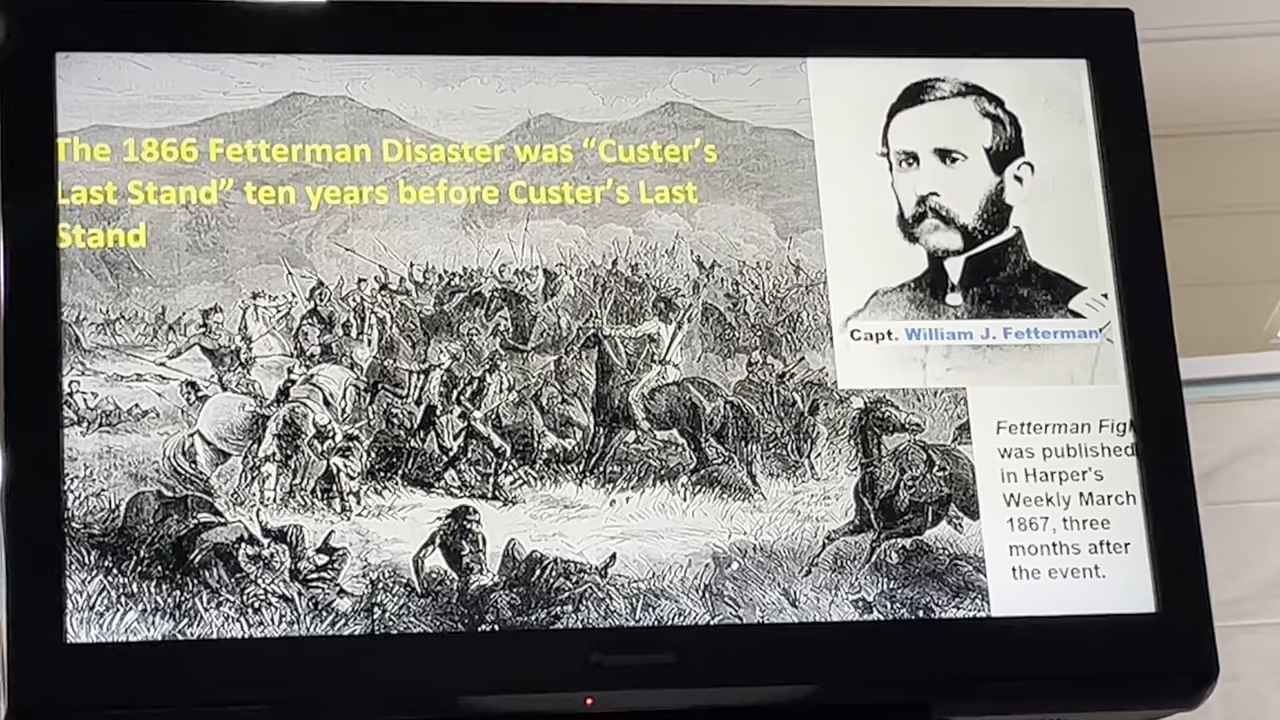 The 1866 Fetterman Disaster was “Custer’s
Last Stand” ten years before Custer’s Last
Stand
Capt. William J. Fetterman
Fetterman Figh
was published
in Harper's
Weekly March
1867, three
months after
the event.